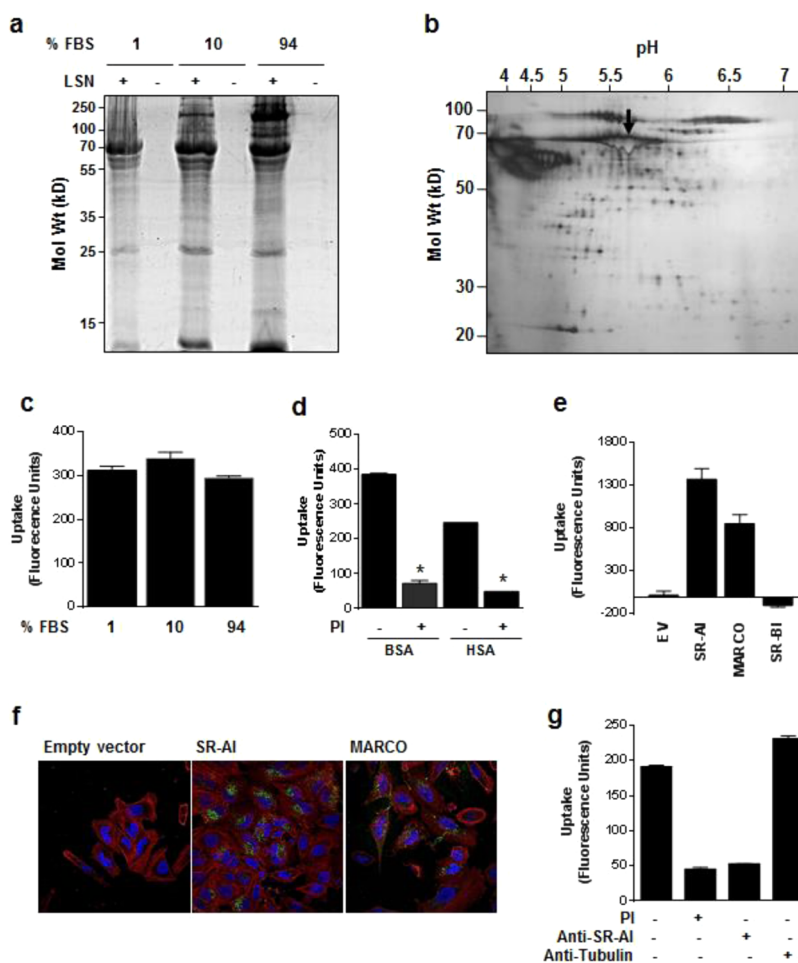 a
% FBS 1 10 94
LSN + - + - + -
Mol Wt (kD)
250
100
70
55
35
25
15
b
pH
4 4.5 5 5.5 6 6.5 7
Mol Wt (kD)
100
70
50
30
20
c
Uptake
(Fluorecence Units)
400
300
200
100
0
% FBS 1 10 94
d
Uptake
(Fluorescence Units)
500
400
300
200
100
0
* *
PI - + - +
BSA HSA
e
Uptake
(Fluorescence Units)
1800
1300
800
300
-200
EV
SR-AI
MARCO
SR-BI
f
Empty vector SR-AI MARCO
g
Uptake
(Fluorescence Units)
250
200
150
100
50
0
PI - + - -
Anti-SR-AI - - + -
Anti-Tubulin - - - +